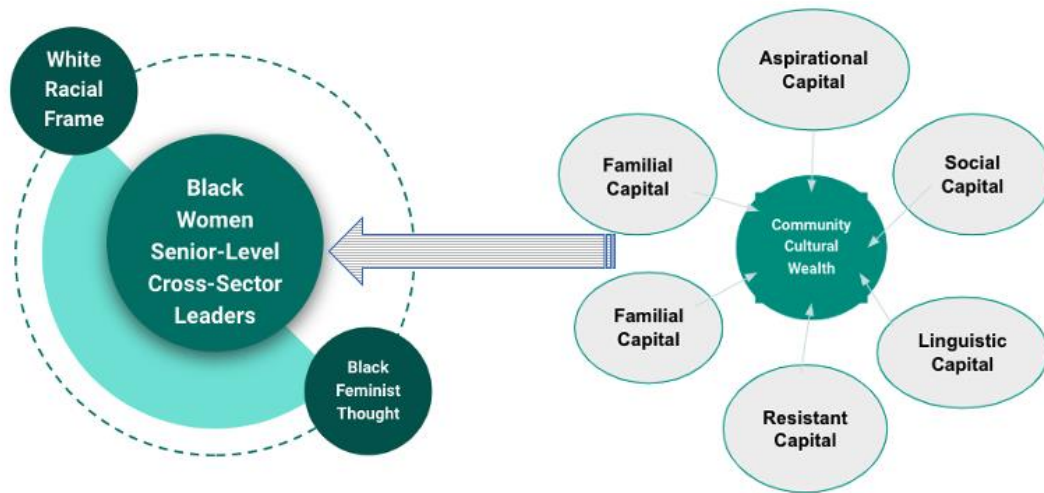 White
Racial
Frame
Black
Women
Senior-Level
Cross-Sector
Leaders
Black
Feminist
Thought
Aspirational
Capital
Familial
Capital
Social
Capital
Community
Cultural
Wealth
Familial
Capital
Linguistic
Capital
Resistant
Capital